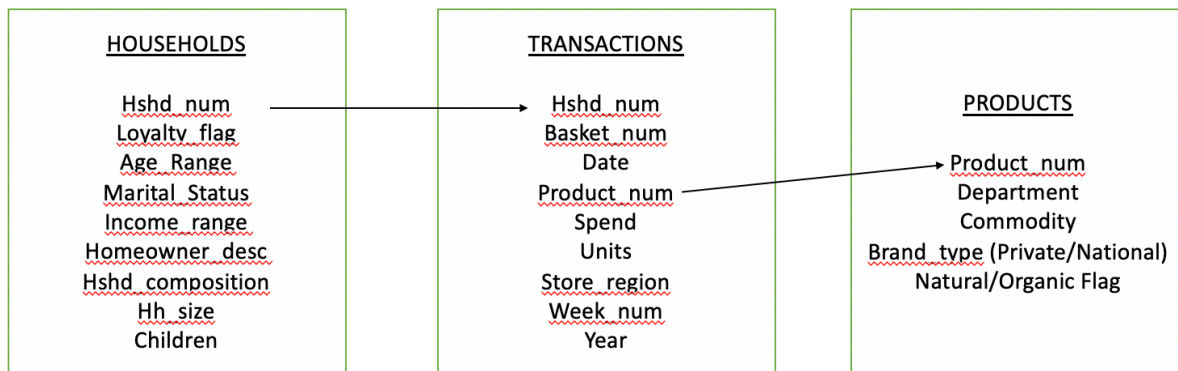 HOUSEHOLDS
Hshd_num
Loyalty_flag
Age_Range
Marital_Status
Income_range
Homeowner_desc
Hshd_composition
Hh_size
Children
TRANSACTIONS
Hshd_num
Basket_num
Date
Product_num
Spend
Units
Store_region
Week_num
Year
PRODUCTS
Product_num
Department
Commodity
Brand_type (Private/National)
Natural/Organic Flag